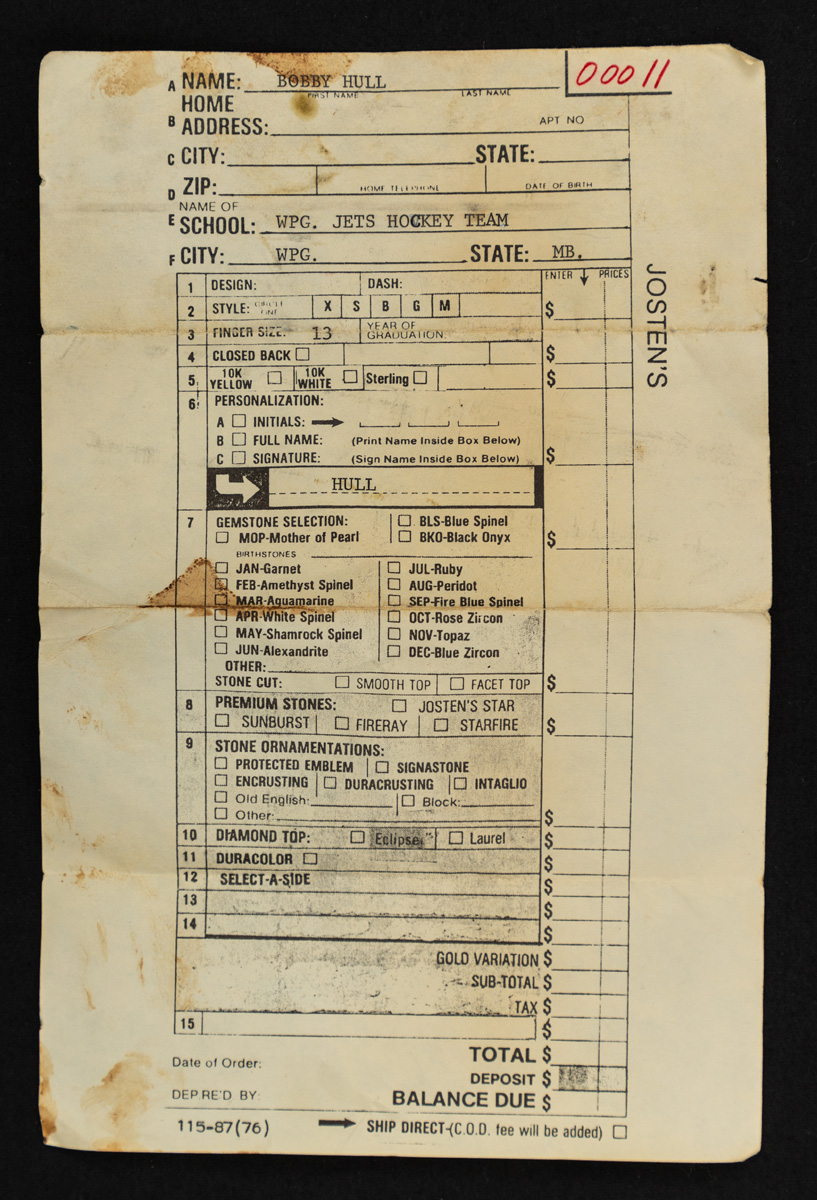 00011
A NAME: BOBBY HULL
FIRST NAME LAST NAME
HOME
B ADDRESS: APT NO
C CITY: STATE:
D ZIP: HOME TELEPHONE DATE OF BIRTH
NAME OF
E SCHOOL: WPG. JETS HOCKEY TEAM
F CITY: WPG. STATE: MB.
JOSTEN'S
1 DESIGN: DASH: ENTER PRICES
2 STYLE: CIRCLE ONE X S B G M $
3 FINGER SIZE: 13 YEAR OF GRADUATION:
4 CLOSED BACK $
5. 10K YELLOW 10K WHITE Sterling $
6. PERSONALIZATION:
A INITIALS:
B FULL NAME: (Print Name Inside Box Below)
C SIGNATURE: (Sign Name Inside Box Below) $
HULL
7 GEMSTONE SELECTION: BLS-Blue Spinel
MOP-Mother of Pearl BKO-Black Onyx $
BIRTHSTONES
JAN-Garnet JUL-Ruby
FEB-Amethyst Spinel AUG-Peridot
MAR-Aquamarine SEP-Fire Blue Spinel
APR-White Spinel OCT-Rose Zircon
MAY-Shamrock Spinel NOV-Topaz
JUN-Alexandrite DEC-Blue Zircon
OTHER:
STONE CUT: SMOOTH TOP FACET TOP $
8 PREMIUM STONES: JOSTEN'S STAR
SUNBURST FIRERAY STARFIRE $
9 STONE ORNAMENTATIONS:
PROTECTED EMBLEM SIGNASTONE
ENCRUSTING DURACRUSTING INTAGLIO
Old English: Block:
Other: $
10 DIAMOND TOP: Eclipse Laurel $
11 DURACOLOR $
12 SELECT-A-SIDE $
13 $
14 $
GOLD VARIATION $
SUB-TOTAL $
TAX $
15 $
TOTAL $
Date of Order:
DEPOSIT $
DEP RE'D BY: BALANCE DUE $
115-87(76) SHIP DIRECT-(C.O.D. fee will be added)